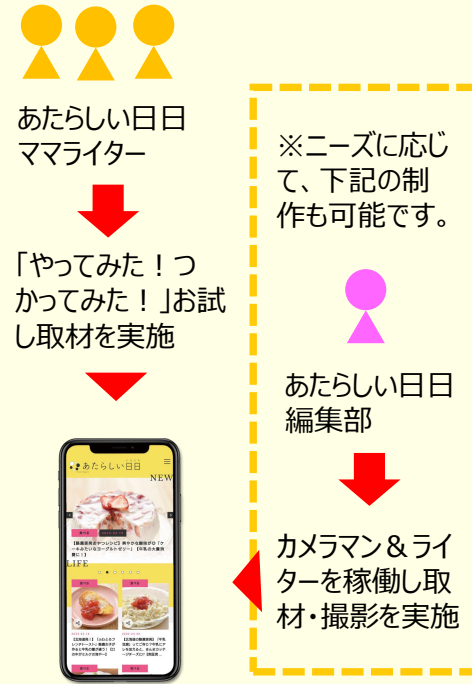 あたらしい日日
ママライター
「やってみた！つ
かってみた！」お試
し取材を実施
あたらしい日日
NEW
LIFE
※ニーズに応じ
て、下記の制
作も可能です。
あたらしい日日
編集部
カメラマン＆ライ
ターを稼働し取
材・撮影を実施